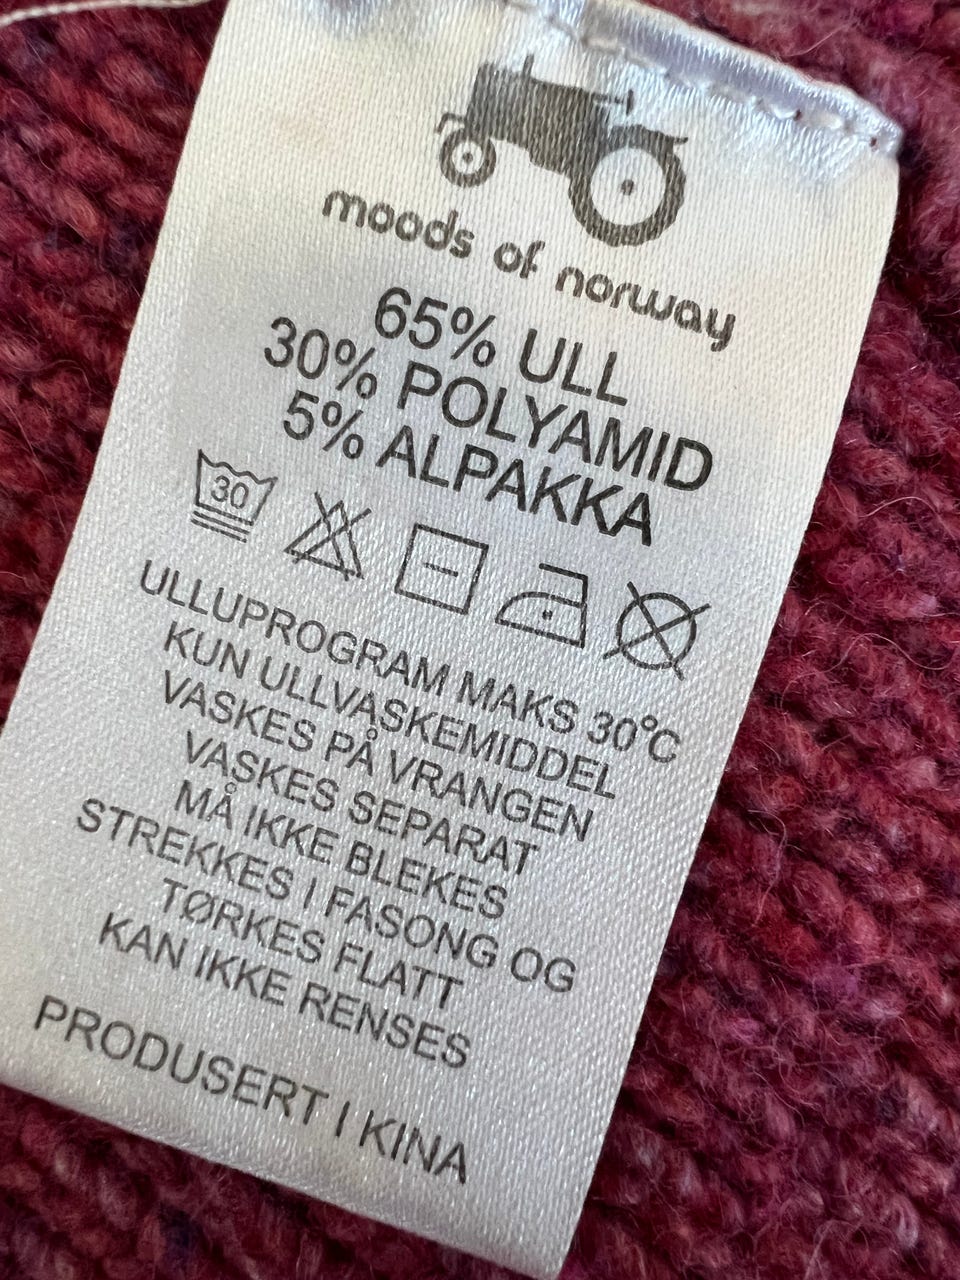 moods of norway
65% ULL
30% POLYAMID
5% ALPAKKA
30
ULLUPROGRAM MAKS 30°C
KUN ULLVASKEMIDDEL
VASKES PÅ VRANGEN
VASKES SEPARAT
MÅ IKKE BLEKES
STREKKES I FASONG OG
TØRKES FLATT
KAN IKKE RENSES
PRODUSERT I KINA